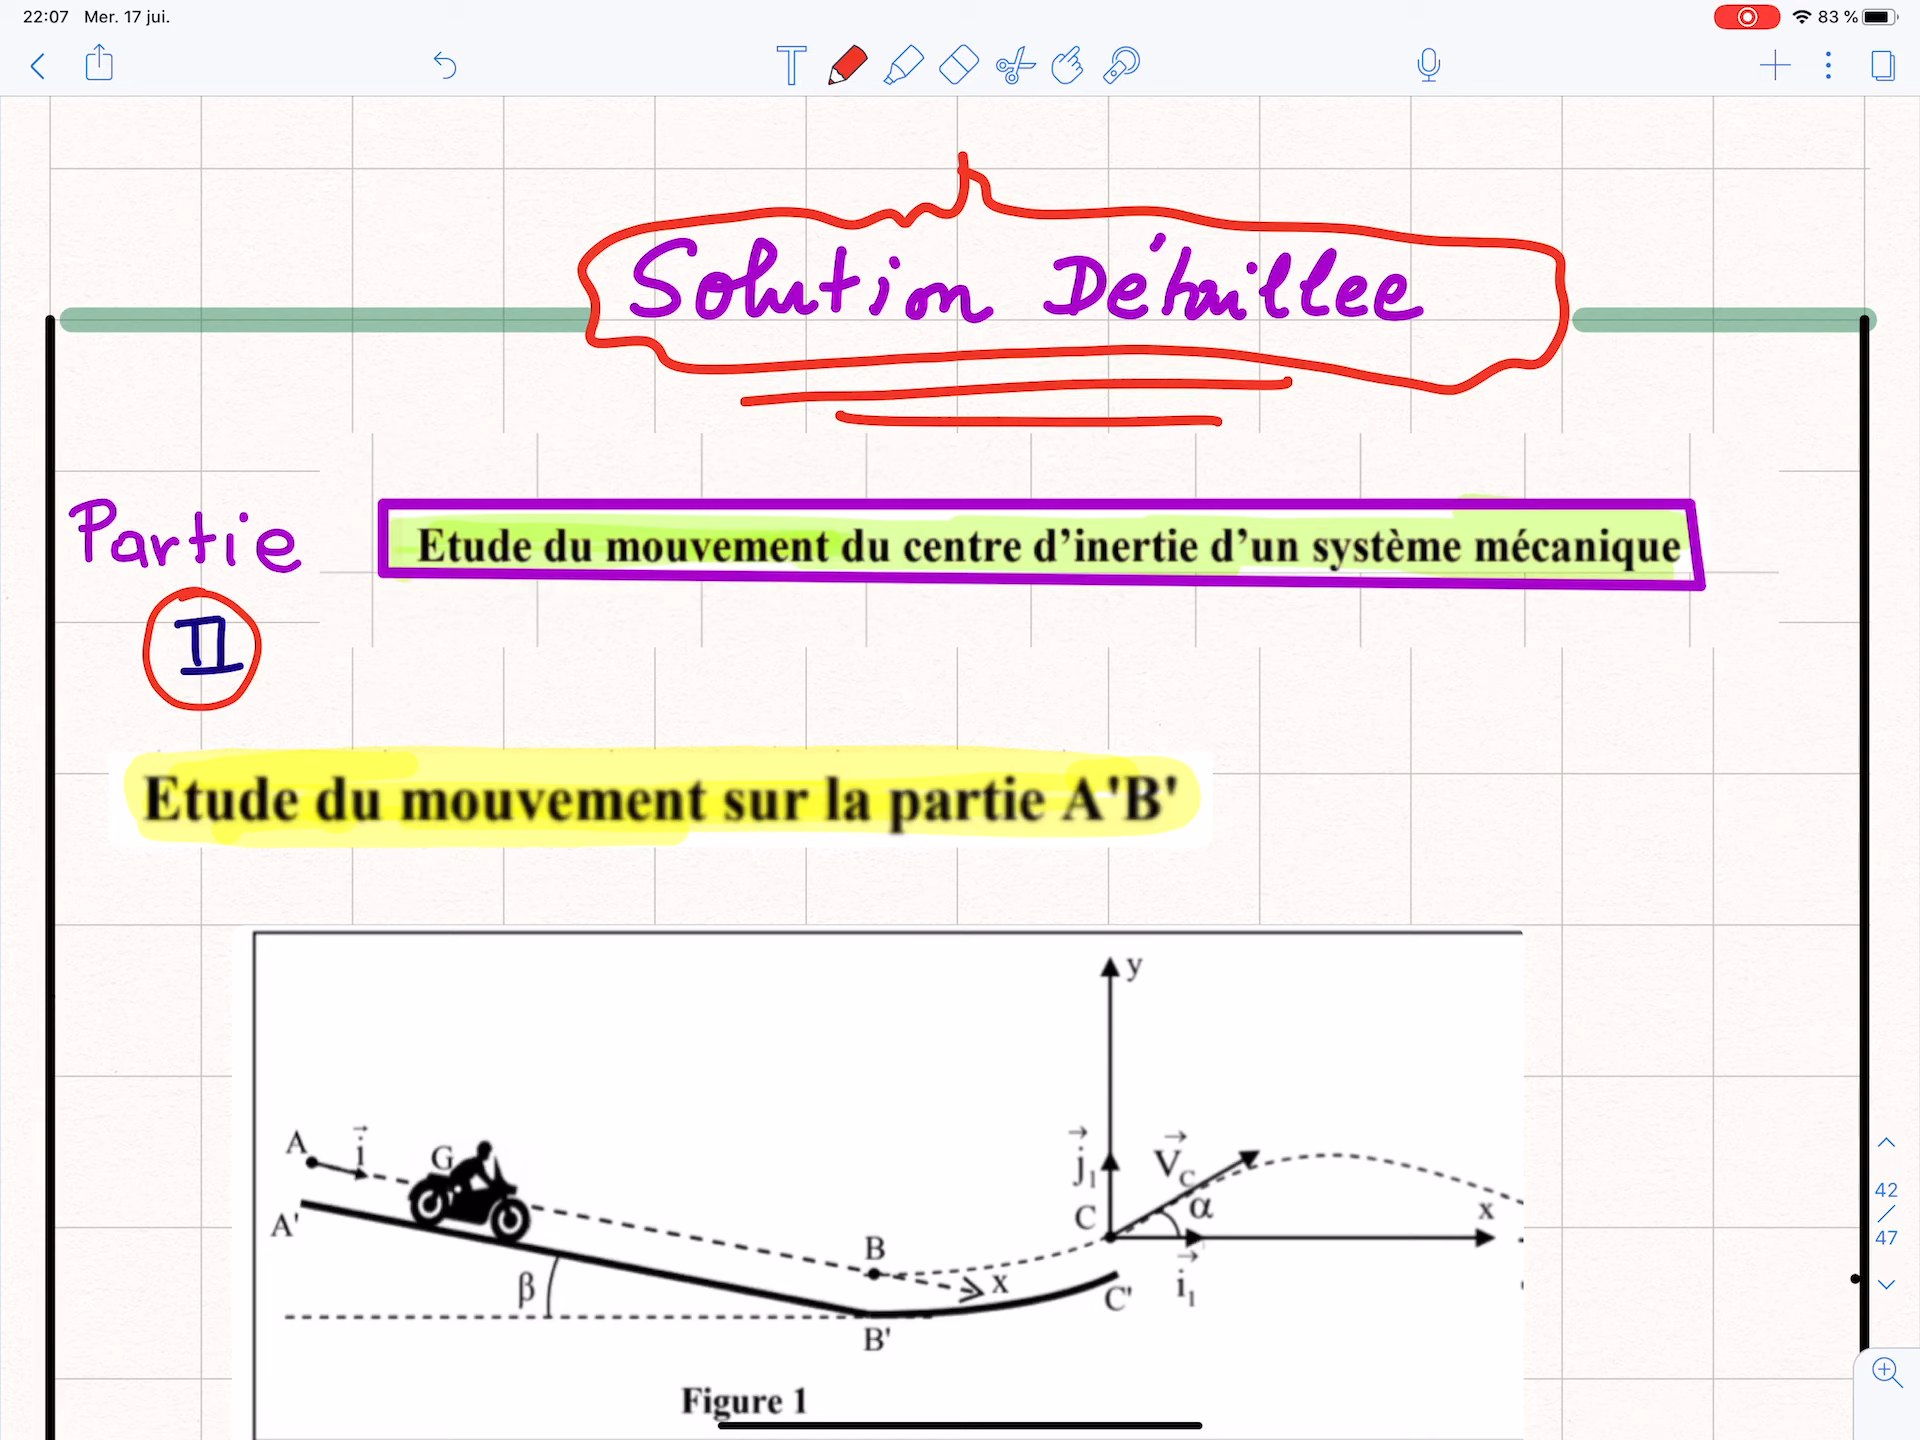 22:07 Mer. 17 jui.
83 %
Solution Détaillee
Partie
II
Etude du mouvement du centre d'inertie d'un système mécanique
Etude du mouvement sur la partie A'B'
y
A
i
G
j1
VC
α
A'
C
x
B
β
x
i1
C'
B'
42
/
47
Figure 1